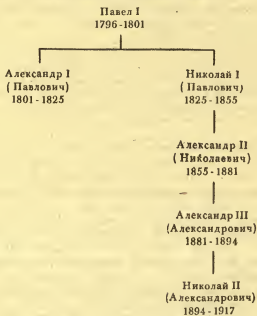 Павел I
1796-1801
Александр I
(Павлович)
1801-1825
Николай I
(Павлович)
1825-1855
Александр II
(Николаевич)
1855-1881
Александр III
(Александрович)
1881-1894
Николай II
(Александрович)
1894-1917